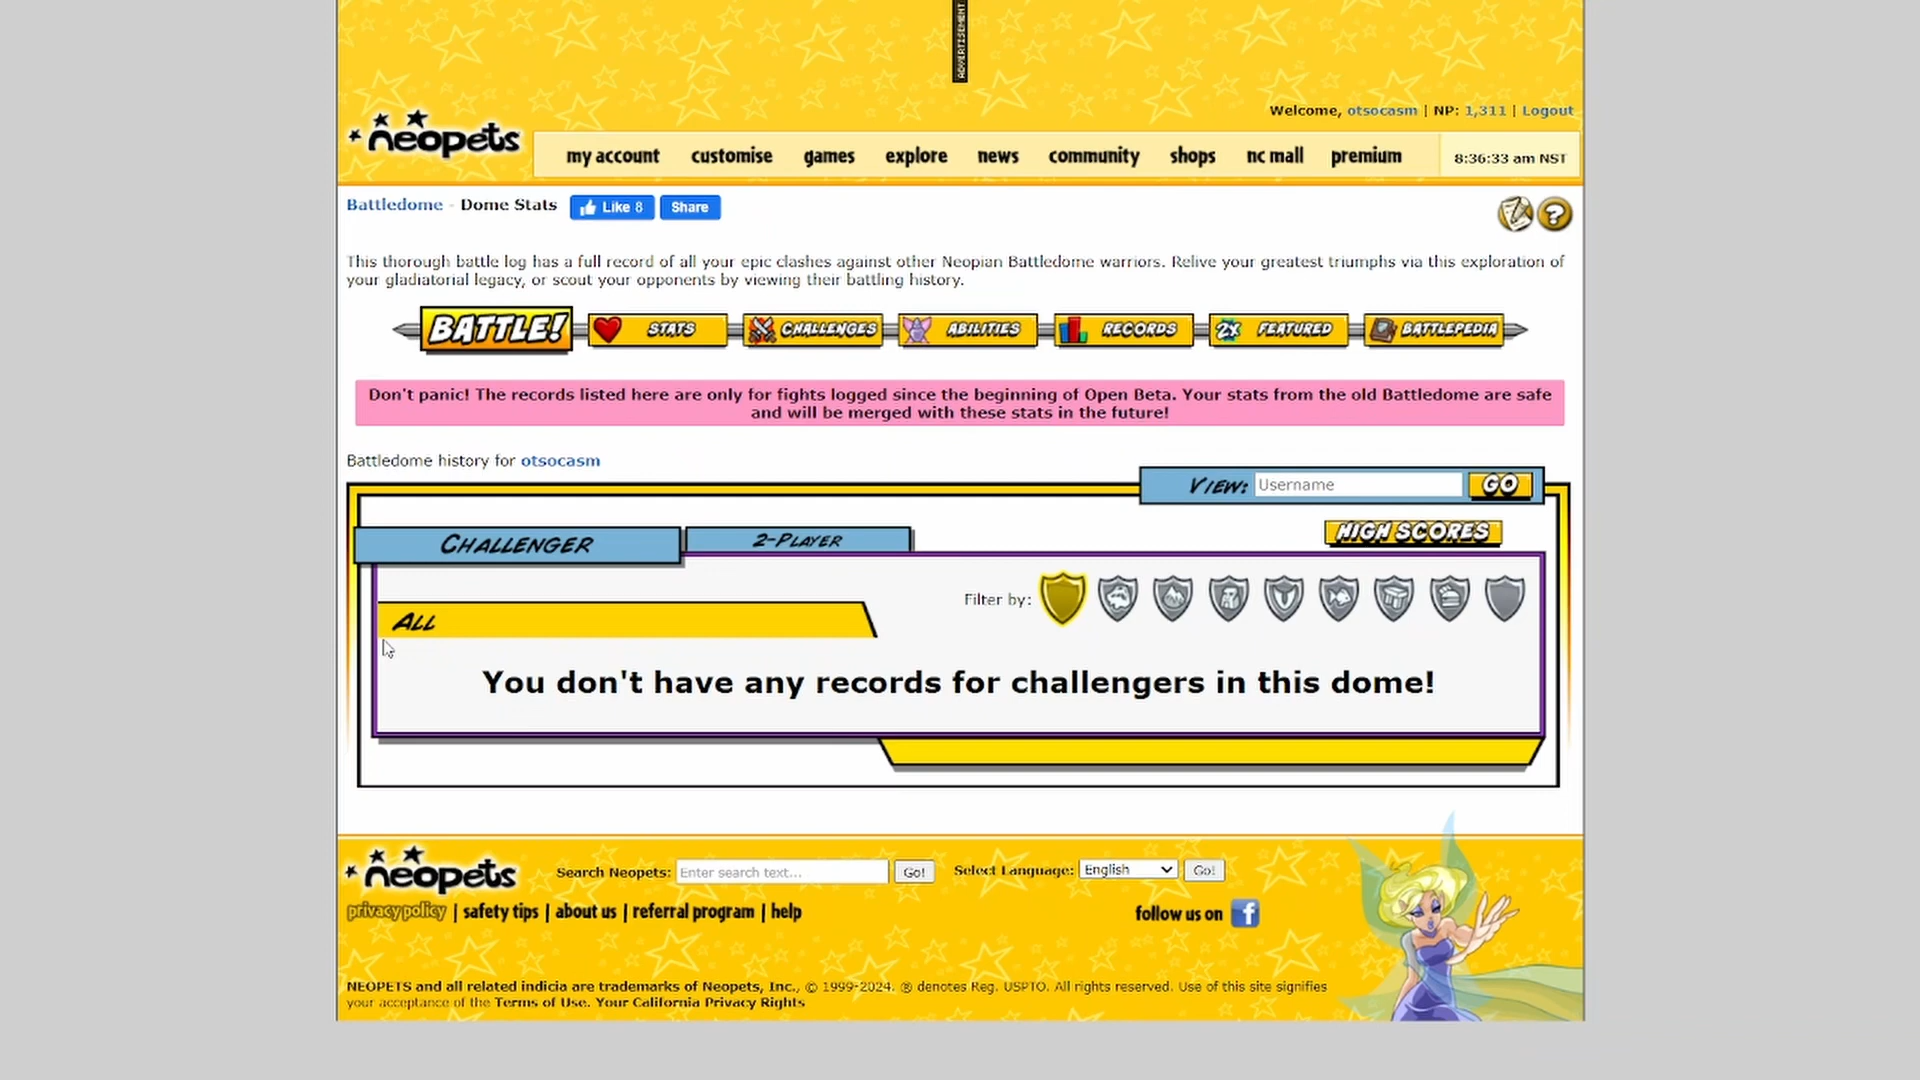 ADVERTISEMENT
Welcome, otsocasm | NP: 1,311 | Logout
neopets
my account customise games explore news community shops nc mall premium 8:36:33 am NST
Battledome - Dome Stats Like 8 Share
This thorough battle log has a full record of all your epic clashes against other Neopian Battledome warriors. Relive your greatest triumphs via this exploration of
your gladiatorial legacy, or scout your opponents by viewing their battling history.
BATTLE! STATS CHALLENGES ABILITIES 2X RECORDS FEATURED BATTLEPEDIA
Don't panic! The records listed here are only for fights logged since the beginning of Open Beta. Your stats from the old Battledome are safe
and will be merged with these stats in the future!
Battledome history for otsocasm
VIEW: Username GO
HIGH SCORES
CHALLENGER 2-PLAYER
Filter by:
ALL
You don't have any records for challengers in this dome!
neopets
Search Neopets: Enter search text... Go! Select Language: English Go!
privacy policy | safety tips | about us | referral program | help
follow us on f
NEOPETS and all related indicia are trademarks of Neopets, Inc., © 1999-2024. ® denotes Reg. USPTO. All rights reserved. Use of this site signifies
your acceptance of the Terms of Use. Your California Privacy Rights